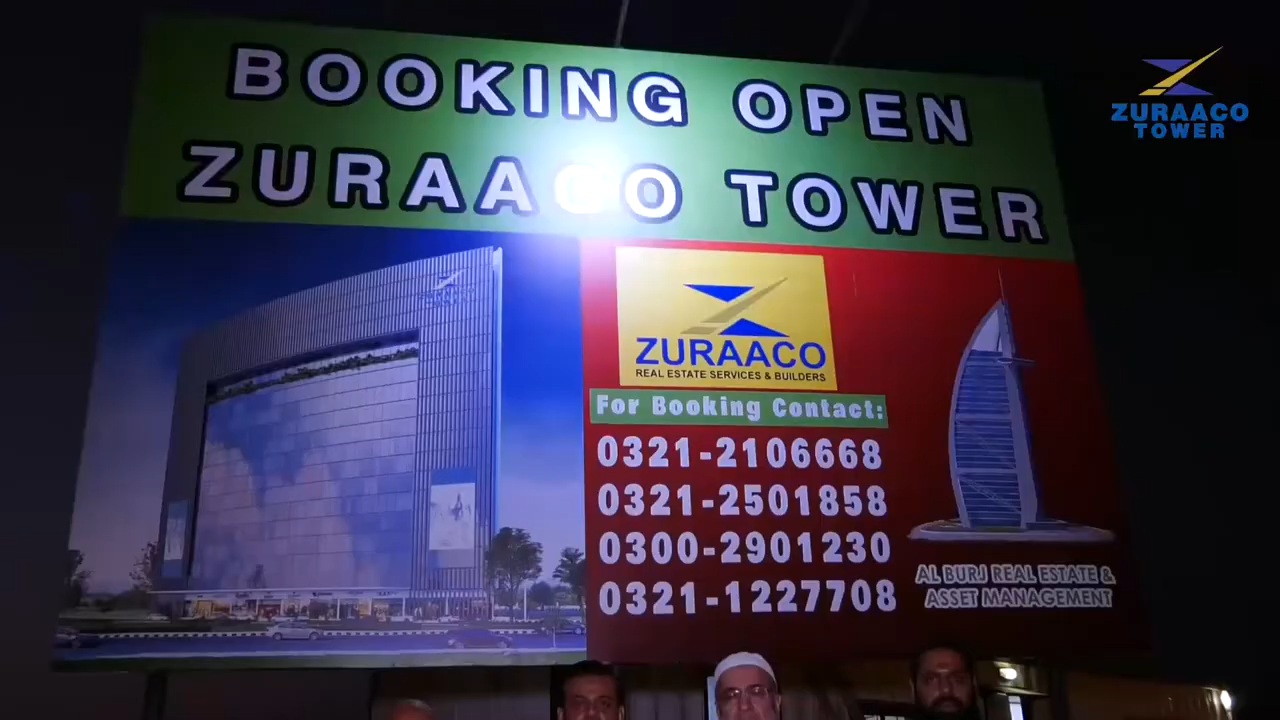 BOOKING OPEN
ZURAACO TOWER
ZURAACO
TOWER
ZURAACO
REAL ESTATE SERVICES & BUILDERS
For Booking Contact:
0321-2106668
0321-2501858
0300-2901230
0321-1227708
AL BURJ REAL ESTATE &
ASSET MANAGEMENT